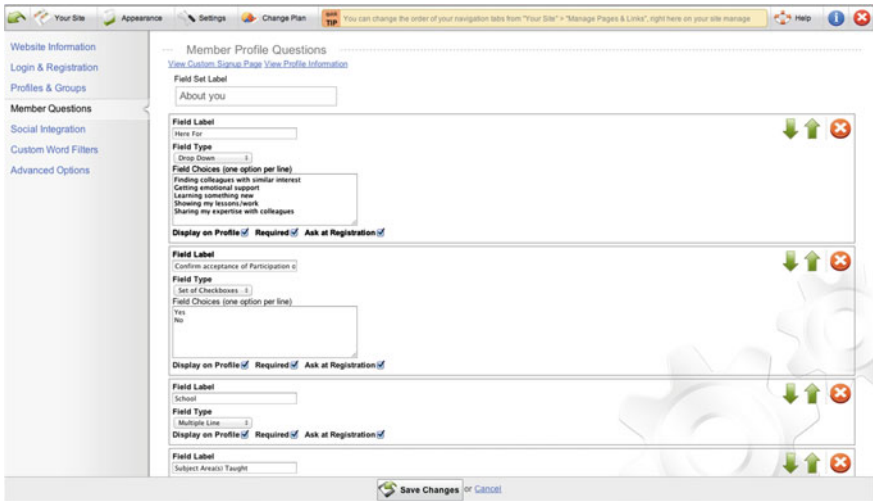 Your Site Appearance Settings Change Plan QUICK TIP You can change the order of your navigation tabs from "Your Site" > "Manage Pages & Links", right here on your site manage Help
Website Information
Login & Registration
Profiles & Groups
Member Questions
Social Integration
Custom Word Filters
Advanced Options
Member Profile Questions
View Custom Signup Page View Profile Information
Field Set Label
About you
Field Label
Here For
Field Type
Drop Down
Field Choices (one option per line)
Finding colleagues with similar interest
Getting emotional support
Learning something new
Showing my lessons/work
Sharing my expertise with colleagues
Display on Profile Required Ask at Registration
Field Label
Confirm acceptance of Participation o
Field Type
Set of Checkboxes
Field Choices (one option per line)
Yes
No
Display on Profile Required Ask at Registration
Field Label
School
Field Type
Multiple Line
Display on Profile Required Ask at Registration
Field Label
Subject Area(s) Taught
Save Changes or Cancel